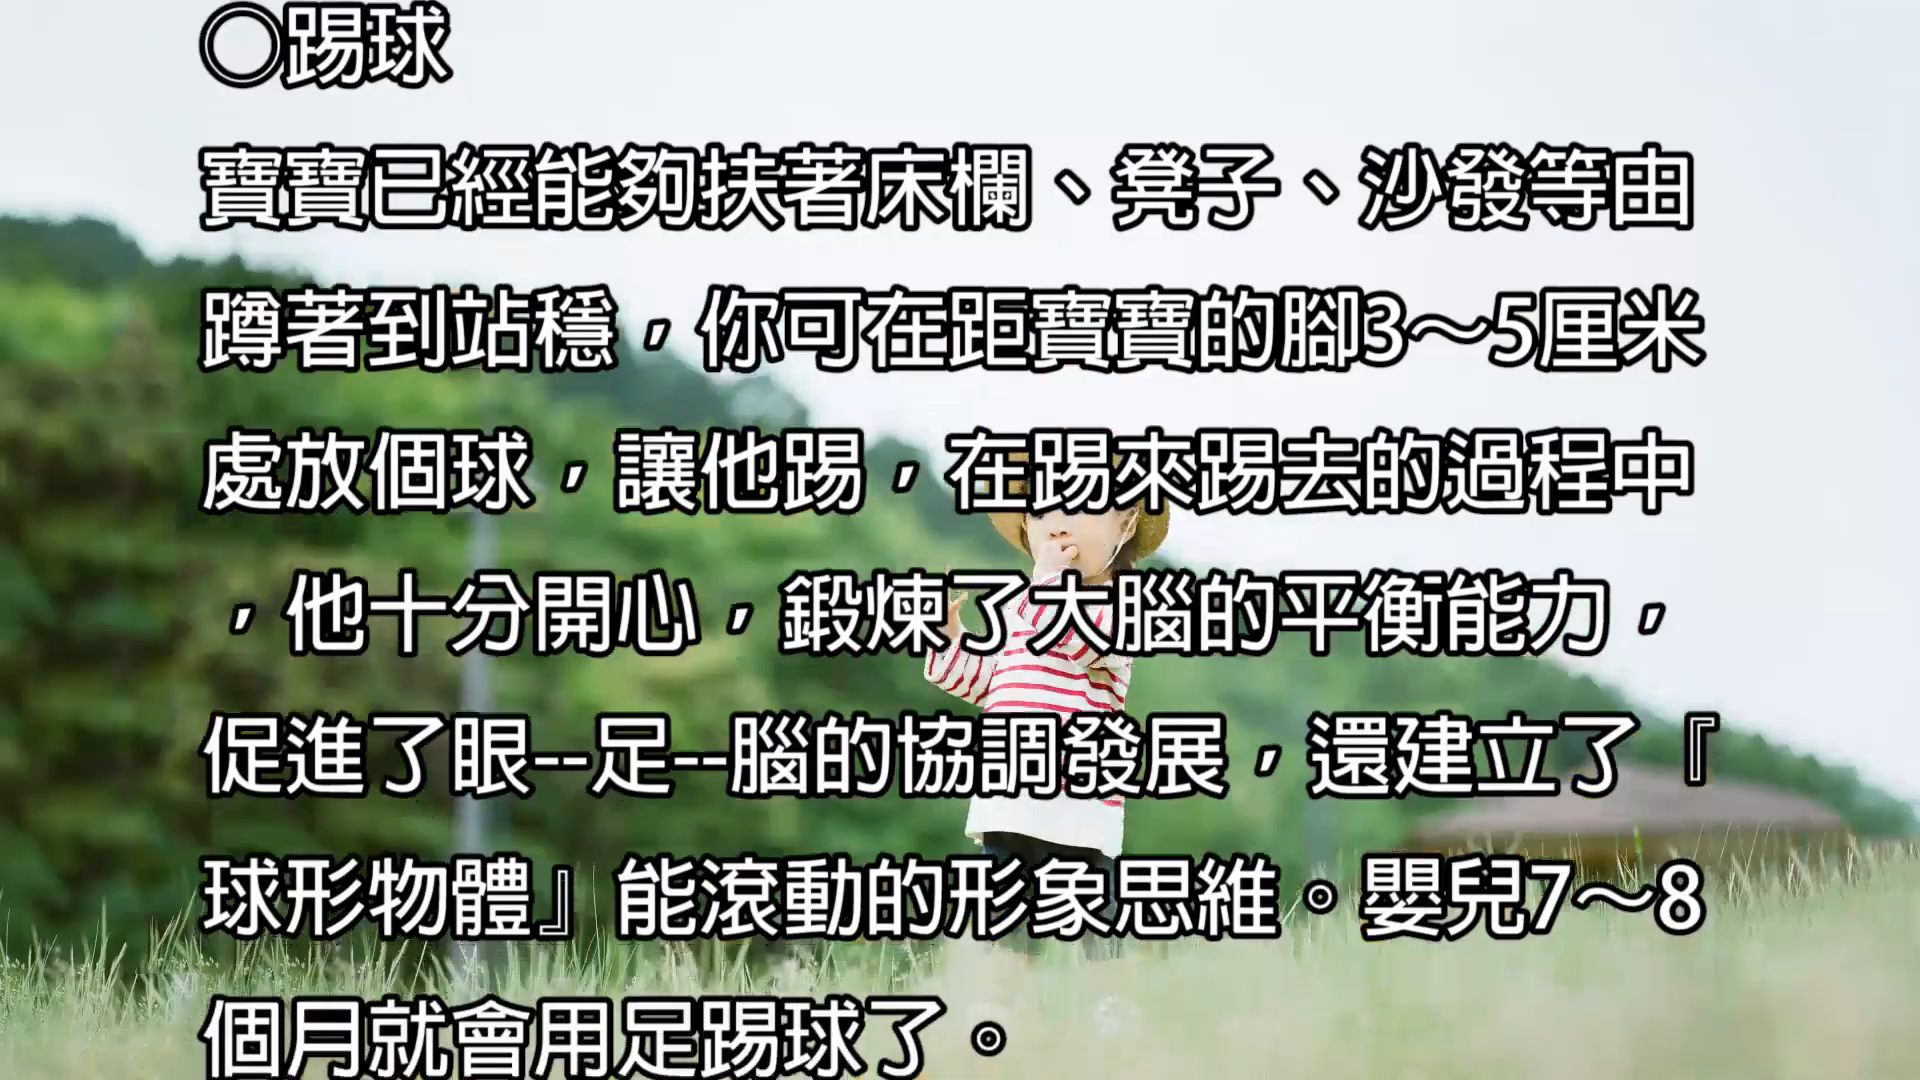 ◎踢球
寶寶已經能夠扶著床欄、凳子、沙發等由
蹲著到站穩，你可在距寶寶的腳3～5厘米
處放個球，讓他踢，在踢來踢去的過程中
，他十分開心，鍛煉了大腦的平衡能力，
促進了眼--足--腦的協調發展，還建立了『
球形物體』能滾動的形象思維。嬰兒7～8
個月就會用足踢球了。